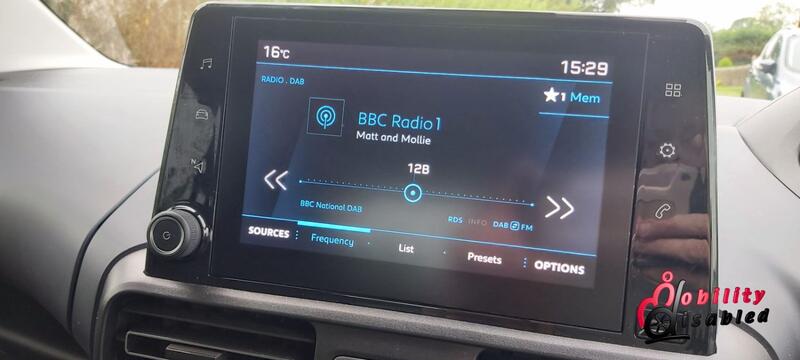 16°C
15:29
RADIO . DAB
★1 Mem
BBC Radio 1
Matt and Mollie
12B
BBC National DAB
RDS INFO DAB FM
SOURCES
Frequency
List
Presets
OPTIONS
N
Mobility
Disabled